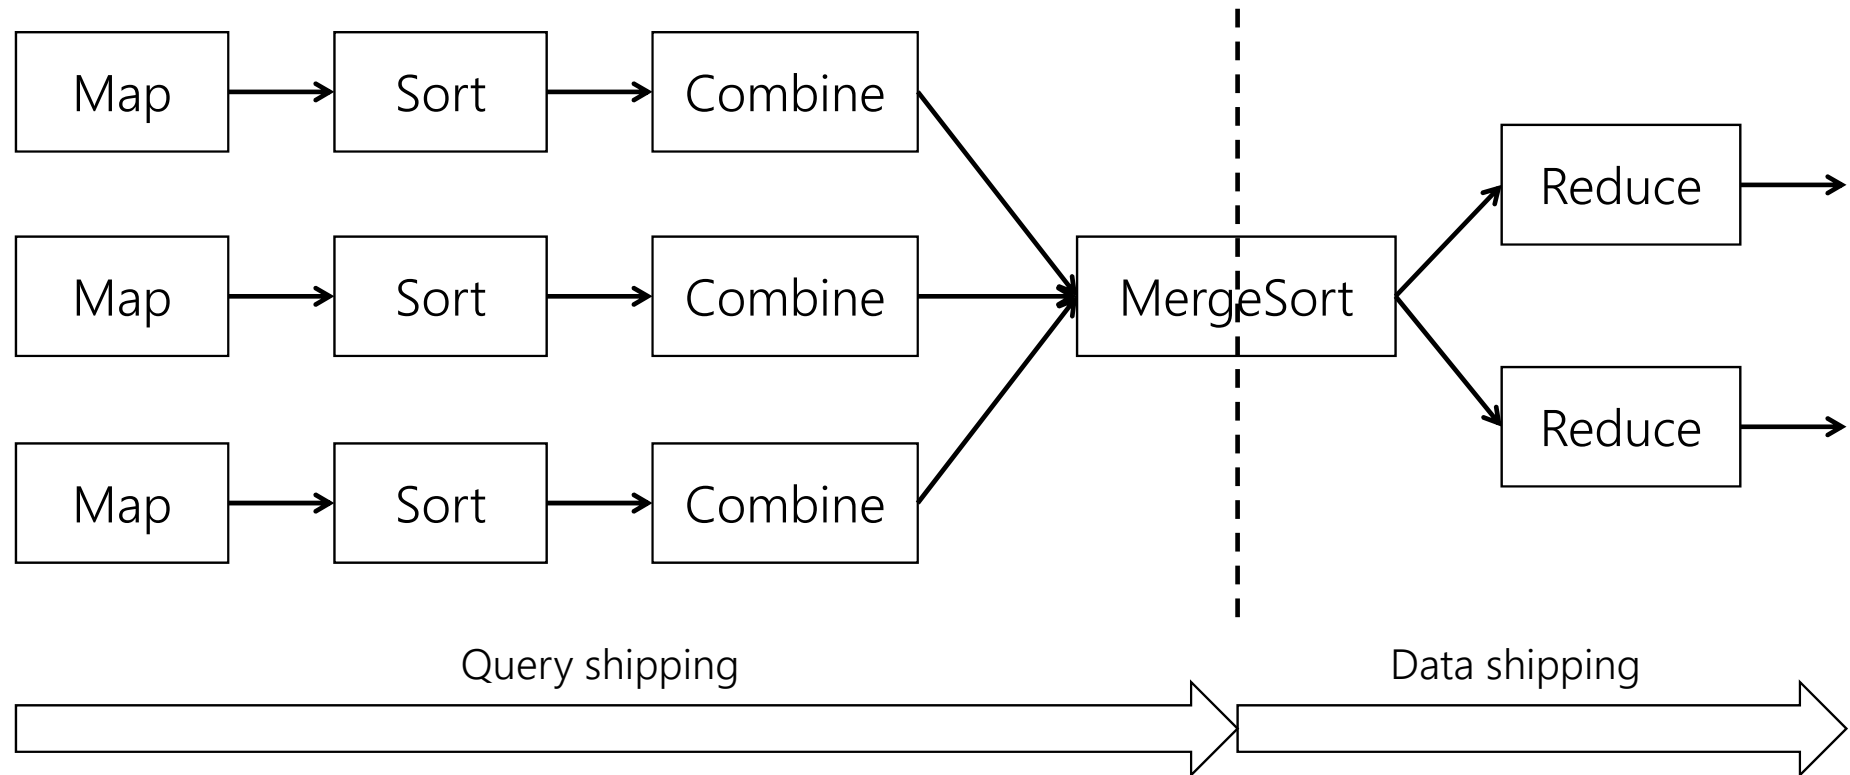 Map Sort Combine
Reduce
Map Sort Combine MergeSort
Reduce
Map Sort Combine
Query shipping Data shipping